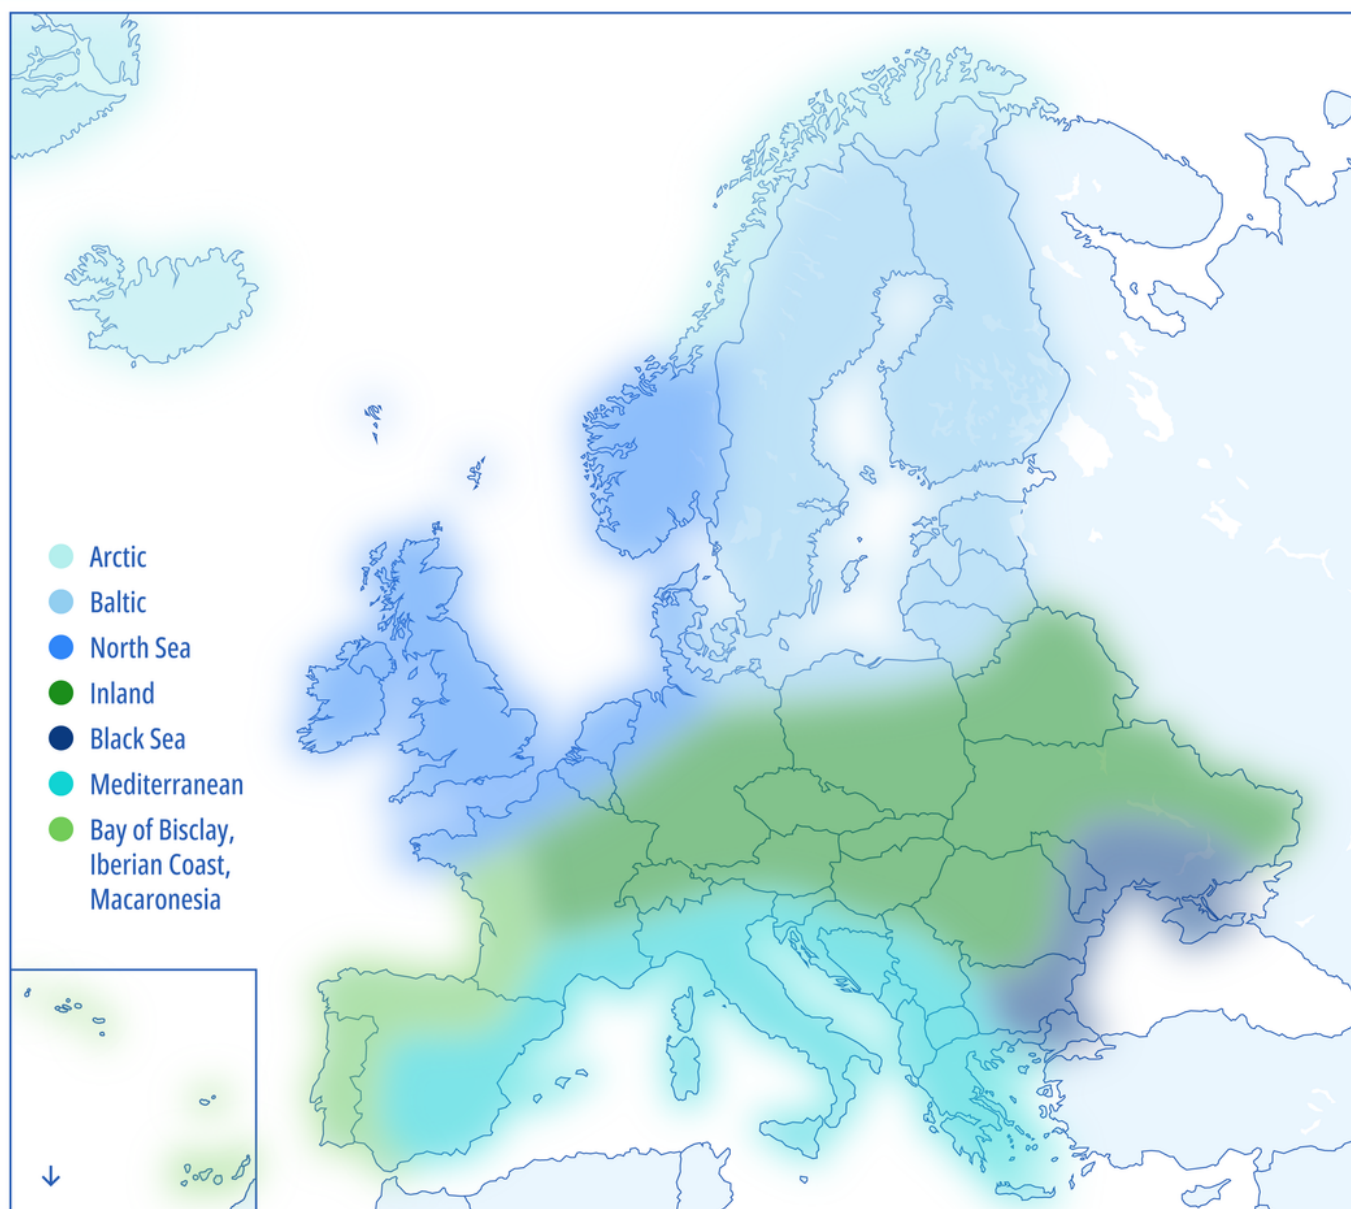 Arctic
Baltic
North Sea
Inland
Black Sea
Mediterranean
Bay of Bisclay,
Iberian Coast,
Macaronesia